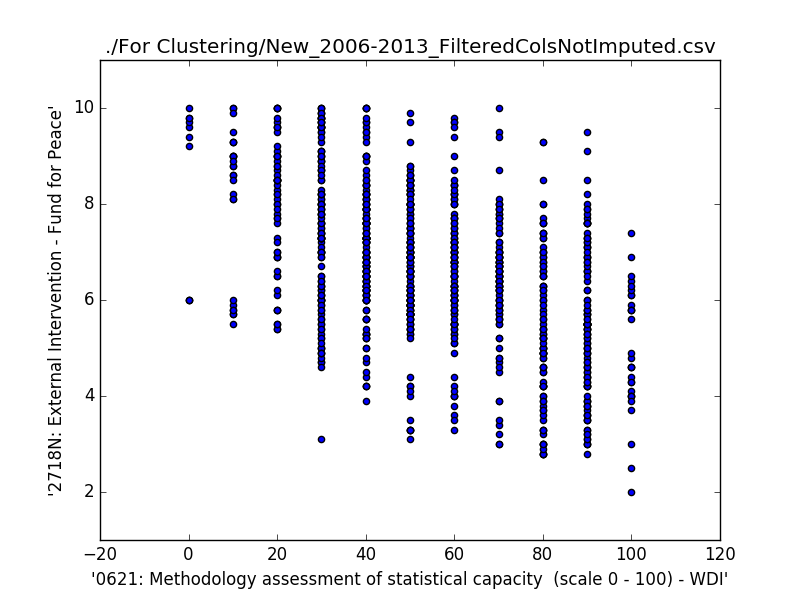 ./For Clustering/New_2006-2013_FilteredColsNotImputed.csv
'2718N: External Intervention - Fund for Peace'
10
8
6
4
2
−20 0 20 40 60 80 100 120
'0621: Methodology assessment of statistical capacity  (scale 0 - 100) - WDI'